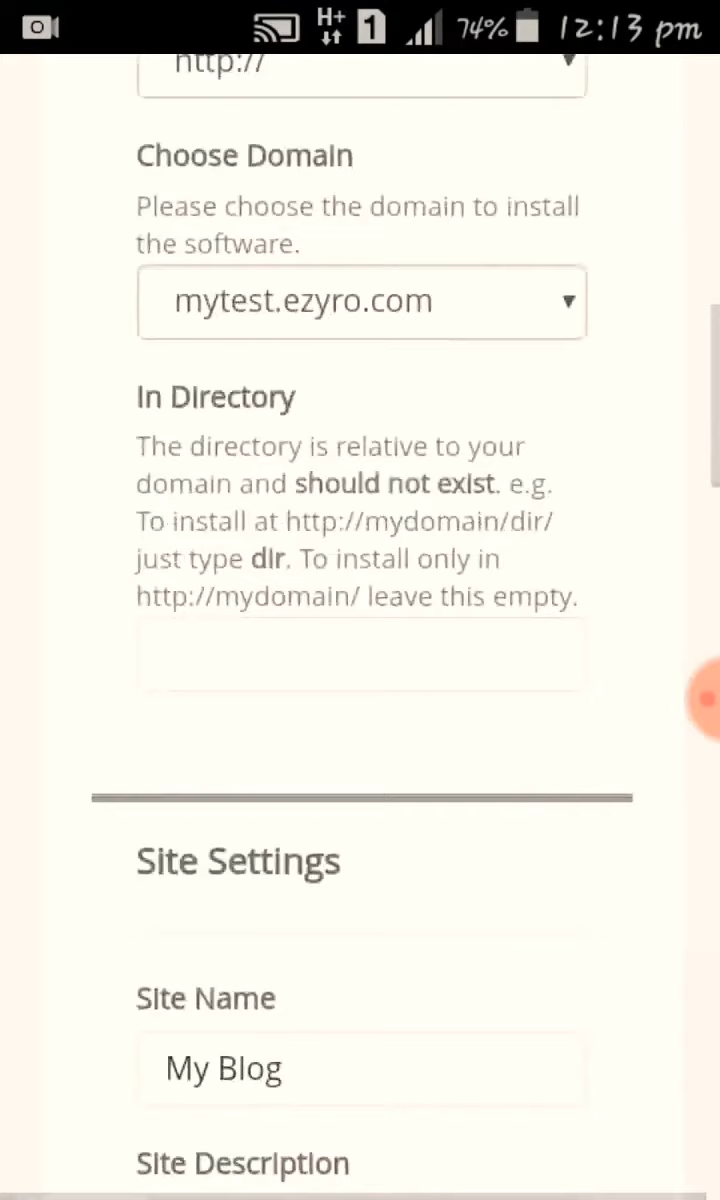 H+ 1 74% 12:13 pm
http://
Choose Domain
Please choose the domain to install
the software.
mytest.ezyro.com
In Directory
The directory is relative to your
domain and should not exist. e.g.
To install at http://mydomain/dir/
just type dir. To install only in
http://mydomain/ leave this empty.
Site Settings
Site Name
My Blog
Site Description